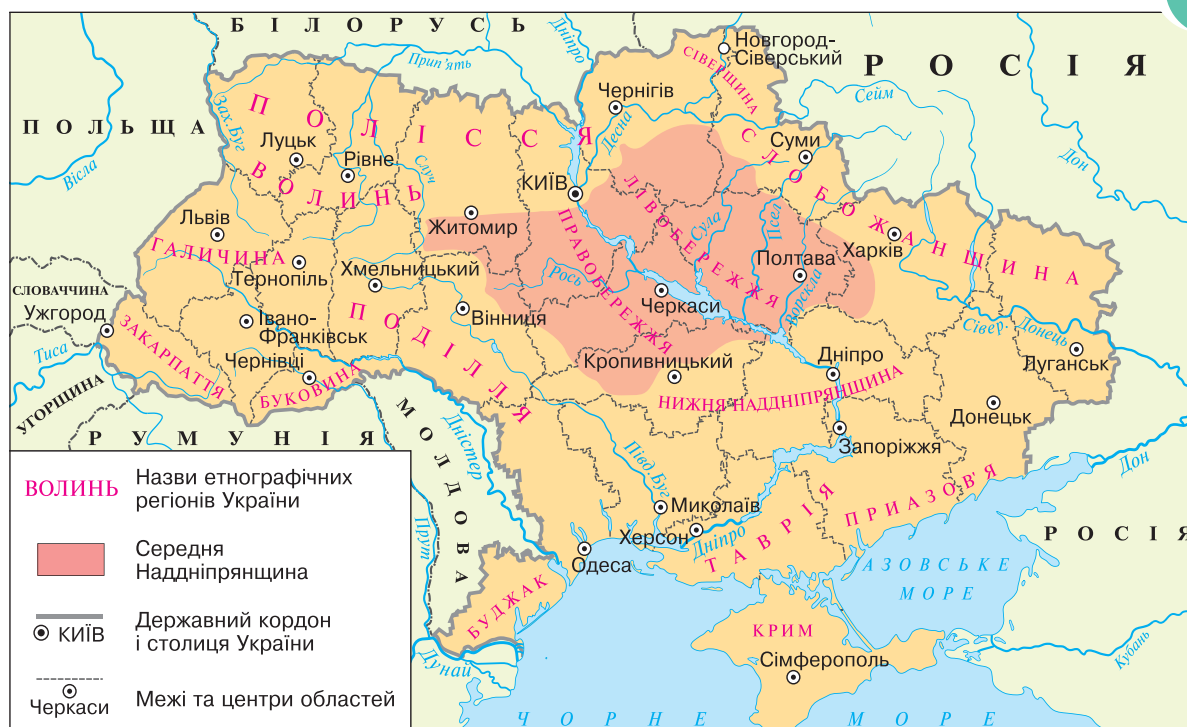 БІЛОРУСЬ
РОСІЯ
ПОЛЬЩА
СЛОВАЧЧИНА
УГОРЩИНА
РУМУНІЯ
МОЛДОВА
РОСІЯ
Дніпро
Прип'ять
Зах. Буг
Вісла
Случ
Десна
Сейм
Дон
Сула
Псел
Ворскла
Рось
Сівер. Донець
Тиса
Дністер
Прут
Півд. Буг
Дніпро
Дон
Дунай
Кубань
АЗОВСЬКЕ
МОРЕ
ЧОРНЕ МОРЕ
ПОЛІССЯ
ВОЛИНЬ
СІВЕРЩИНА
СЛОБОЖАНЩИНА
ЛІВОБЕРЕЖЖЯ
ПРАВОБЕРЕЖЖЯ
ГАЛИЧИНА
ЗАКАРПАТТЯ
БУКОВИНА
ПОДІЛЛЯ
НИЖНЯ НАДДНІПРЯНЩИНА
ПРИАЗОВ'Я
ТАВРІЯ
БУДЖАК
КРИМ
Новгород-
Сіверський
Чернігів
Луцьк
Рівне
КИЇВ
Суми
Житомир
Львів
Тернопіль
Хмельницький
Харків
Полтава
Черкаси
Вінниця
Ужгород
Івано-
Франківськ
Чернівці
Кропивницький
Дніпро
Луганськ
Донецьк
Запоріжжя
Миколаїв
Херсон
Одеса
Сімферополь
ВОЛИНЬ Назви етнографічних
регіонів України
Середня
Наддніпрянщина
КИЇВ Державний кордон
і столиця України
Черкаси Межі та центри областей